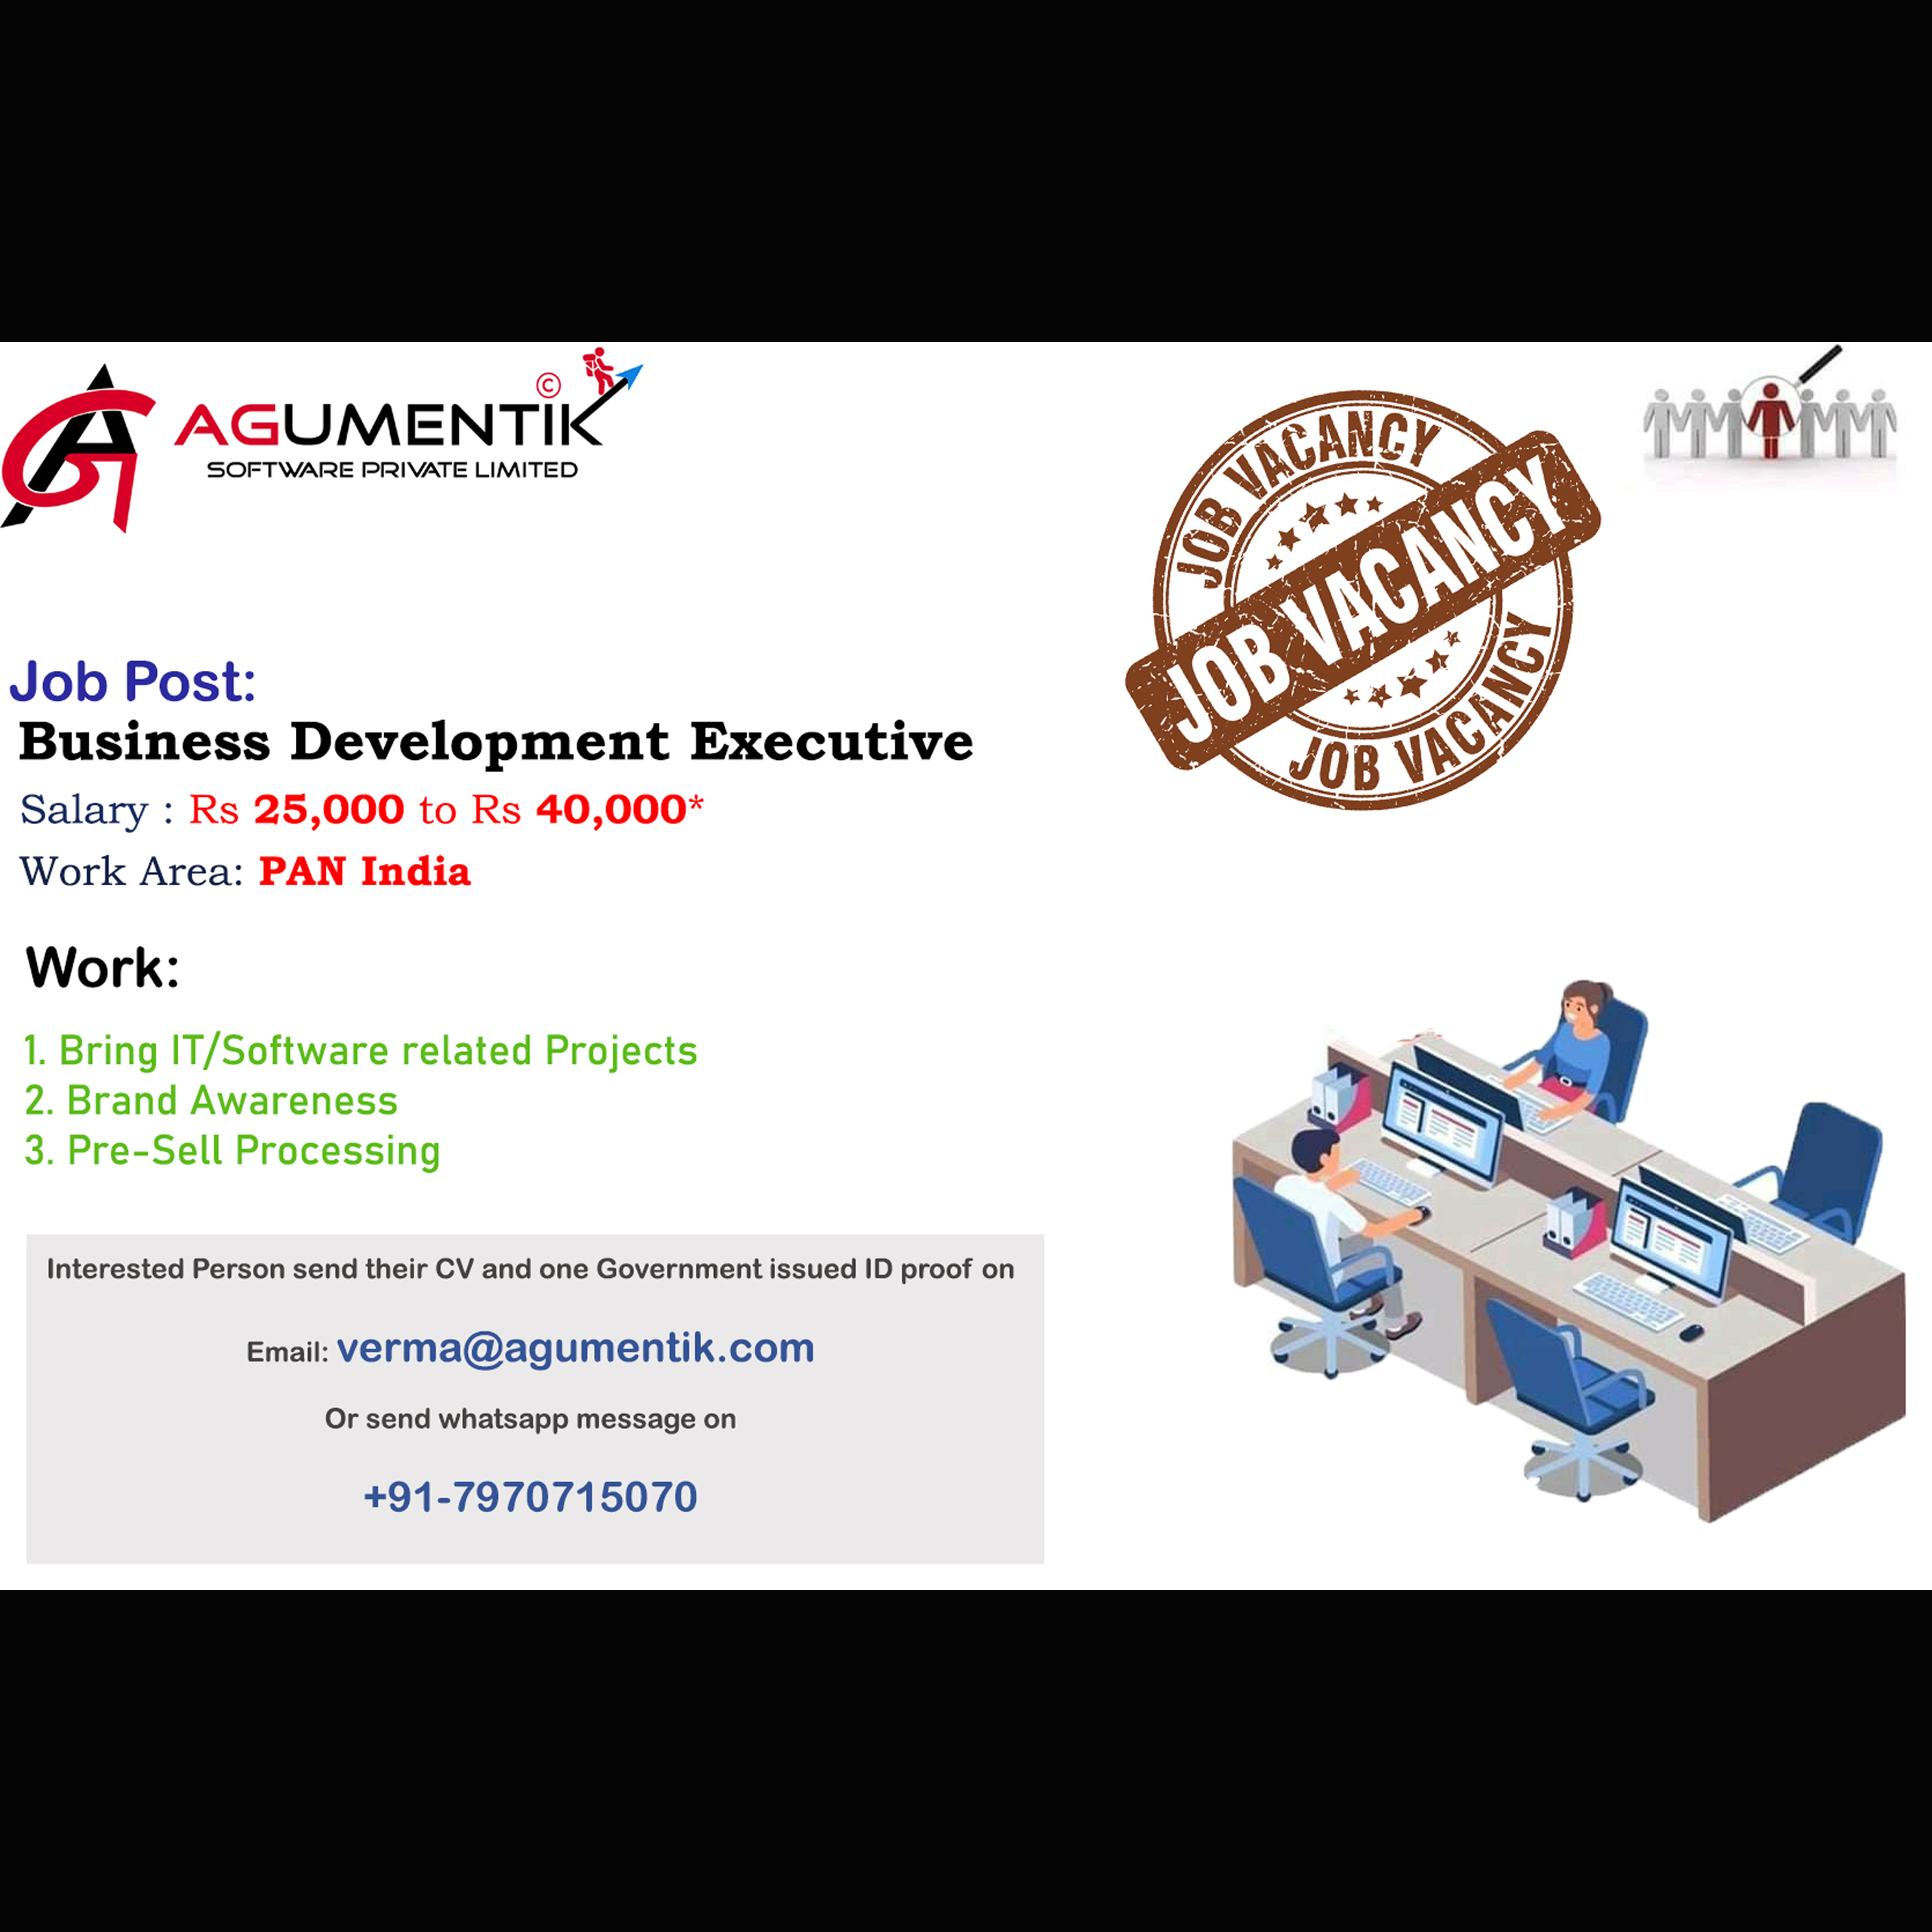 ©
AGUMENTIK
SOFTWARE PRIVATE LIMITED
JOB VACANCY
JOB VACANCY
JOB VACANCY
Job Post:
Business Development Executive
Salary : Rs 25,000 to Rs 40,000*
Work Area: PAN India
Work:
1. Bring IT/Software related Projects
2. Brand Awareness
3. Pre-Sell Processing
Interested Person send their CV and one Government issued ID proof on
Email: verma@agumentik.com
Or send whatsapp message on
+91-7970715070